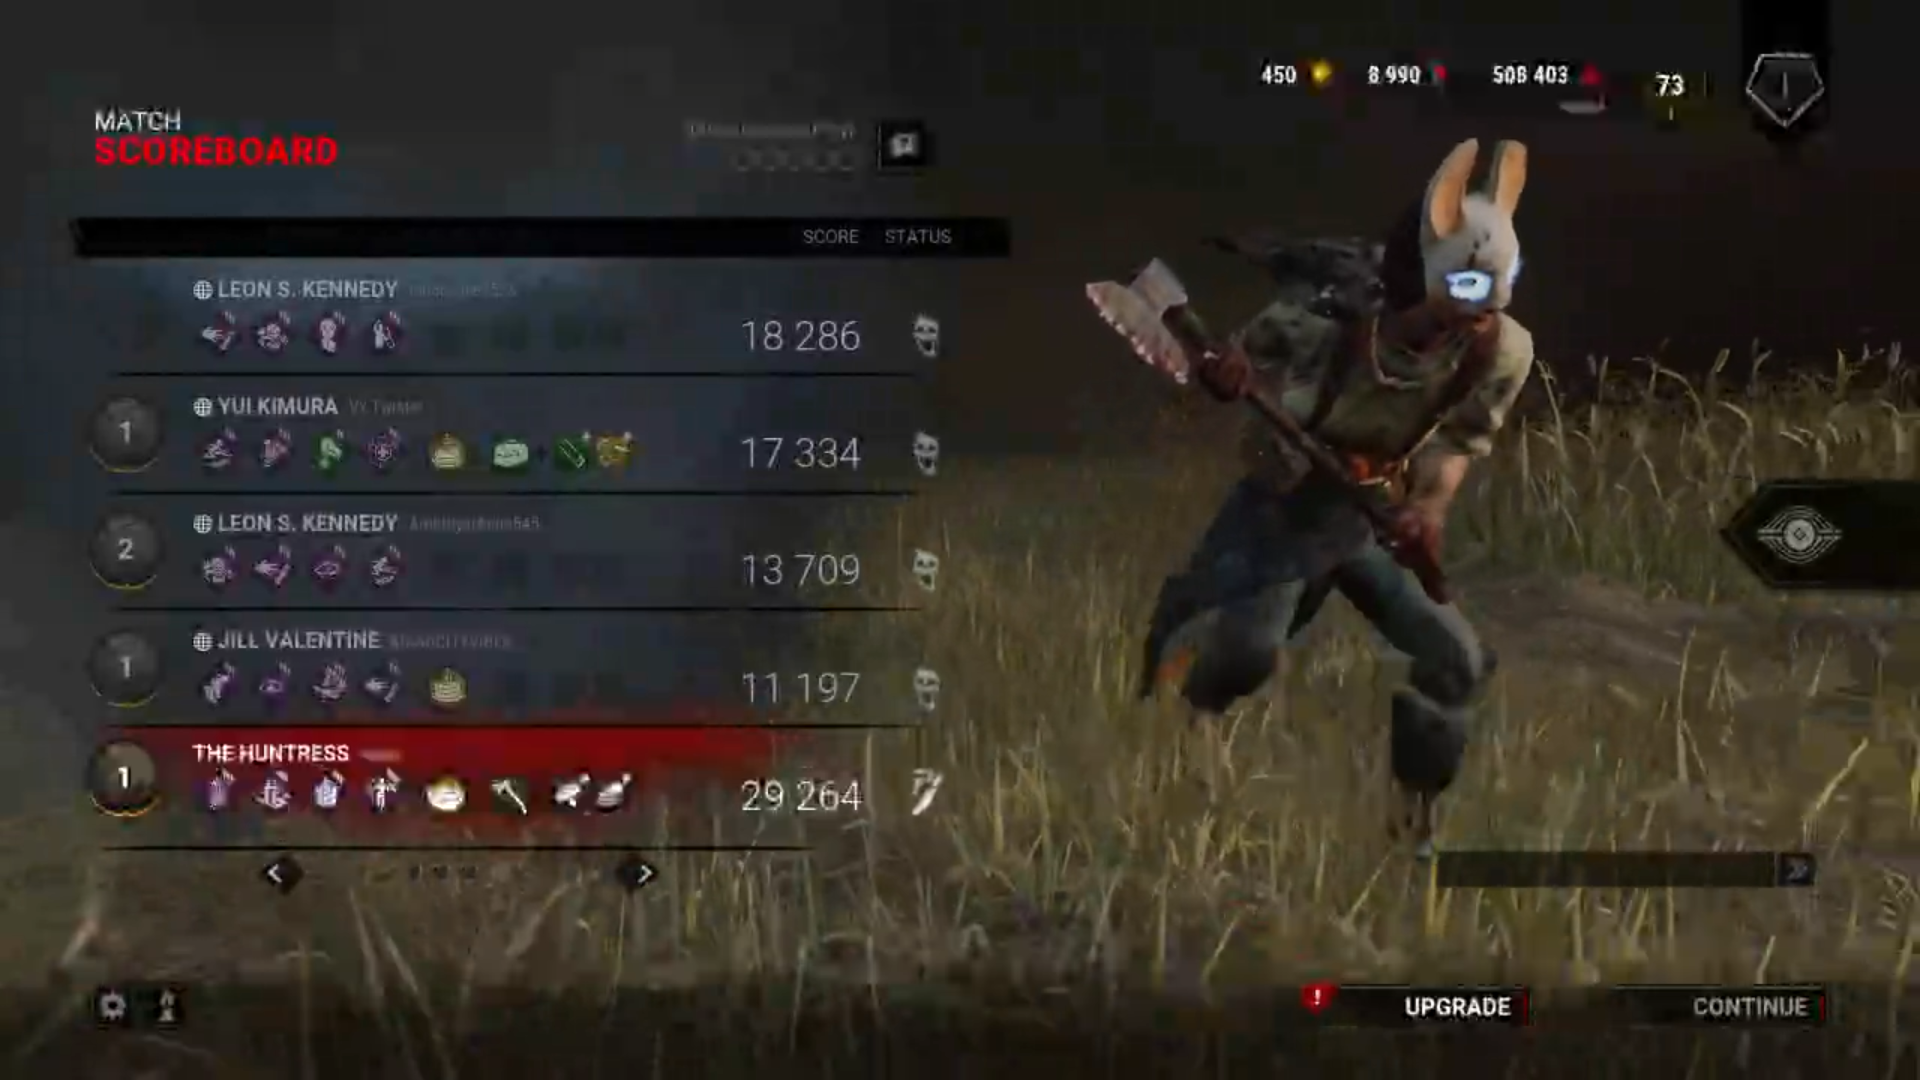 450 8 990 508 403 73
MATCH
SCOREBOARD
SCORE STATUS
LEON S. KENNEDY
18 286
1 YUI KIMURA
17 334
2 LEON S. KENNEDY
13 709
1 JILL VALENTINE
11 197
1 THE HUNTRESS
29 264
UPGRADE CONTINUE